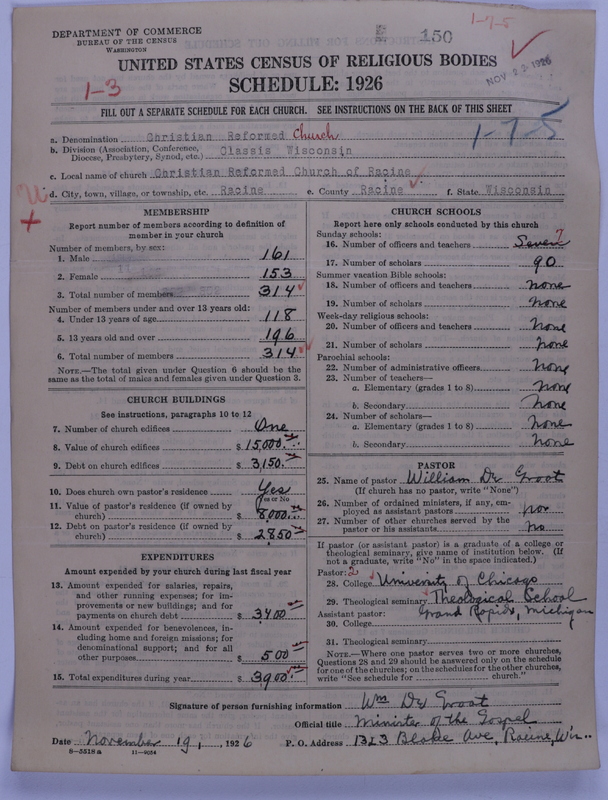 DEPARTMENT OF COMMERCE
BUREAU OF THE CENSUS
WASHINGTON
150
1-7-5
UNITED STATES CENSUS OF RELIGIOUS BODIES
NOV 22 1926
1-3
SCHEDULE: 1926
FILL OUT A SEPARATE SCHEDULE FOR EACH CHURCH. SEE INSTRUCTIONS ON THE BACK OF THIS SHEET
a. Denomination Christian Reformed Church
1-7-5
b. Division (Association, Conference, Diocese, Presbytery, Synod, etc.) Classis Wisconsin
c. Local name of church Christian Reformed Church of Racine
d. City, town, village, or township, etc. Racine e. County Racine f. State Wisconsin
MEMBERSHIP
Report number of members according to definition of
member in your church
Number of members, by sex:
1. Male 161
2. Female 153
3. Total number of members 314
Number of members under and over 13 years old:
4. Under 13 years of age 118
5. 13 years old and over 196
6. Total number of members 314
NOTE.—The total given under Question 6 should be the
same as the total of males and females given under Question 3.
CHURCH BUILDINGS
See instructions, paragraphs 10 to 12
7. Number of church edifices One
8. Value of church edifices $ 15,000.
9. Debt on church edifices $ 3,150.
10. Does church own pastor's residence Yes
Yes or No
11. Value of pastor's residence (if owned by
church) $ 8,000.
12. Debt on pastor's residence (if owned by
church) $ 2850
EXPENDITURES
Amount expended by your church during last fiscal year
13. Amount expended for salaries, repairs,
and other running expenses; for im-
provements or new buildings; and for
payments on church debt $ 3400
14. Amount expended for benevolences, in-
cluding home and foreign missions; for
denominational support; and for all
other purposes $ 500
15. Total expenditures during year $ 3900.
CHURCH SCHOOLS
Report here only schools conducted by this church
Sunday schools:
16. Number of officers and teachers Seven 7
17. Number of scholars 90
Summer vacation Bible schools:
18. Number of officers and teachers none
19. Number of scholars none
Week-day religious schools:
20. Number of officers and teachers none
21. Number of scholars none
Parochial schools:
22. Number of administrative officers none
23. Number of teachers—
a. Elementary (grades 1 to 8) none
b. Secondary none
24. Number of scholars—
a. Elementary (grades 1 to 8) none
b. Secondary none
PASTOR
25. Name of pastor William De Groot
(If church has no pastor, write "None")
26. Number of ordained ministers, if any, em-
ployed as assistant pastors
27. Number of other churches served by the
pastor or his assistants no
If pastor (or assistant pastor) is a graduate of a college or
theological seminary, give name of institution below. (If
not a graduate, write "No" in the space indicated.)
Pastor: 2
28. College University of Chicago
29. Theological seminary Theological School
Assistant pastor: Grand Rapids, Michigan
30. College
31. Theological seminary
NOTE.—Where one pastor serves two or more churches,
Questions 28 and 29 should be answered only on the schedule
for one of the churches; on the schedules for the other churches,
write "See schedule for church."
Signature of person furnishing information Wm De Groot
Official title Minister of the Gospel
Date November 19, , 1926 P. O. Address 1323 Blake Ave, Racine, Wis.
8-5518 a 11-9054